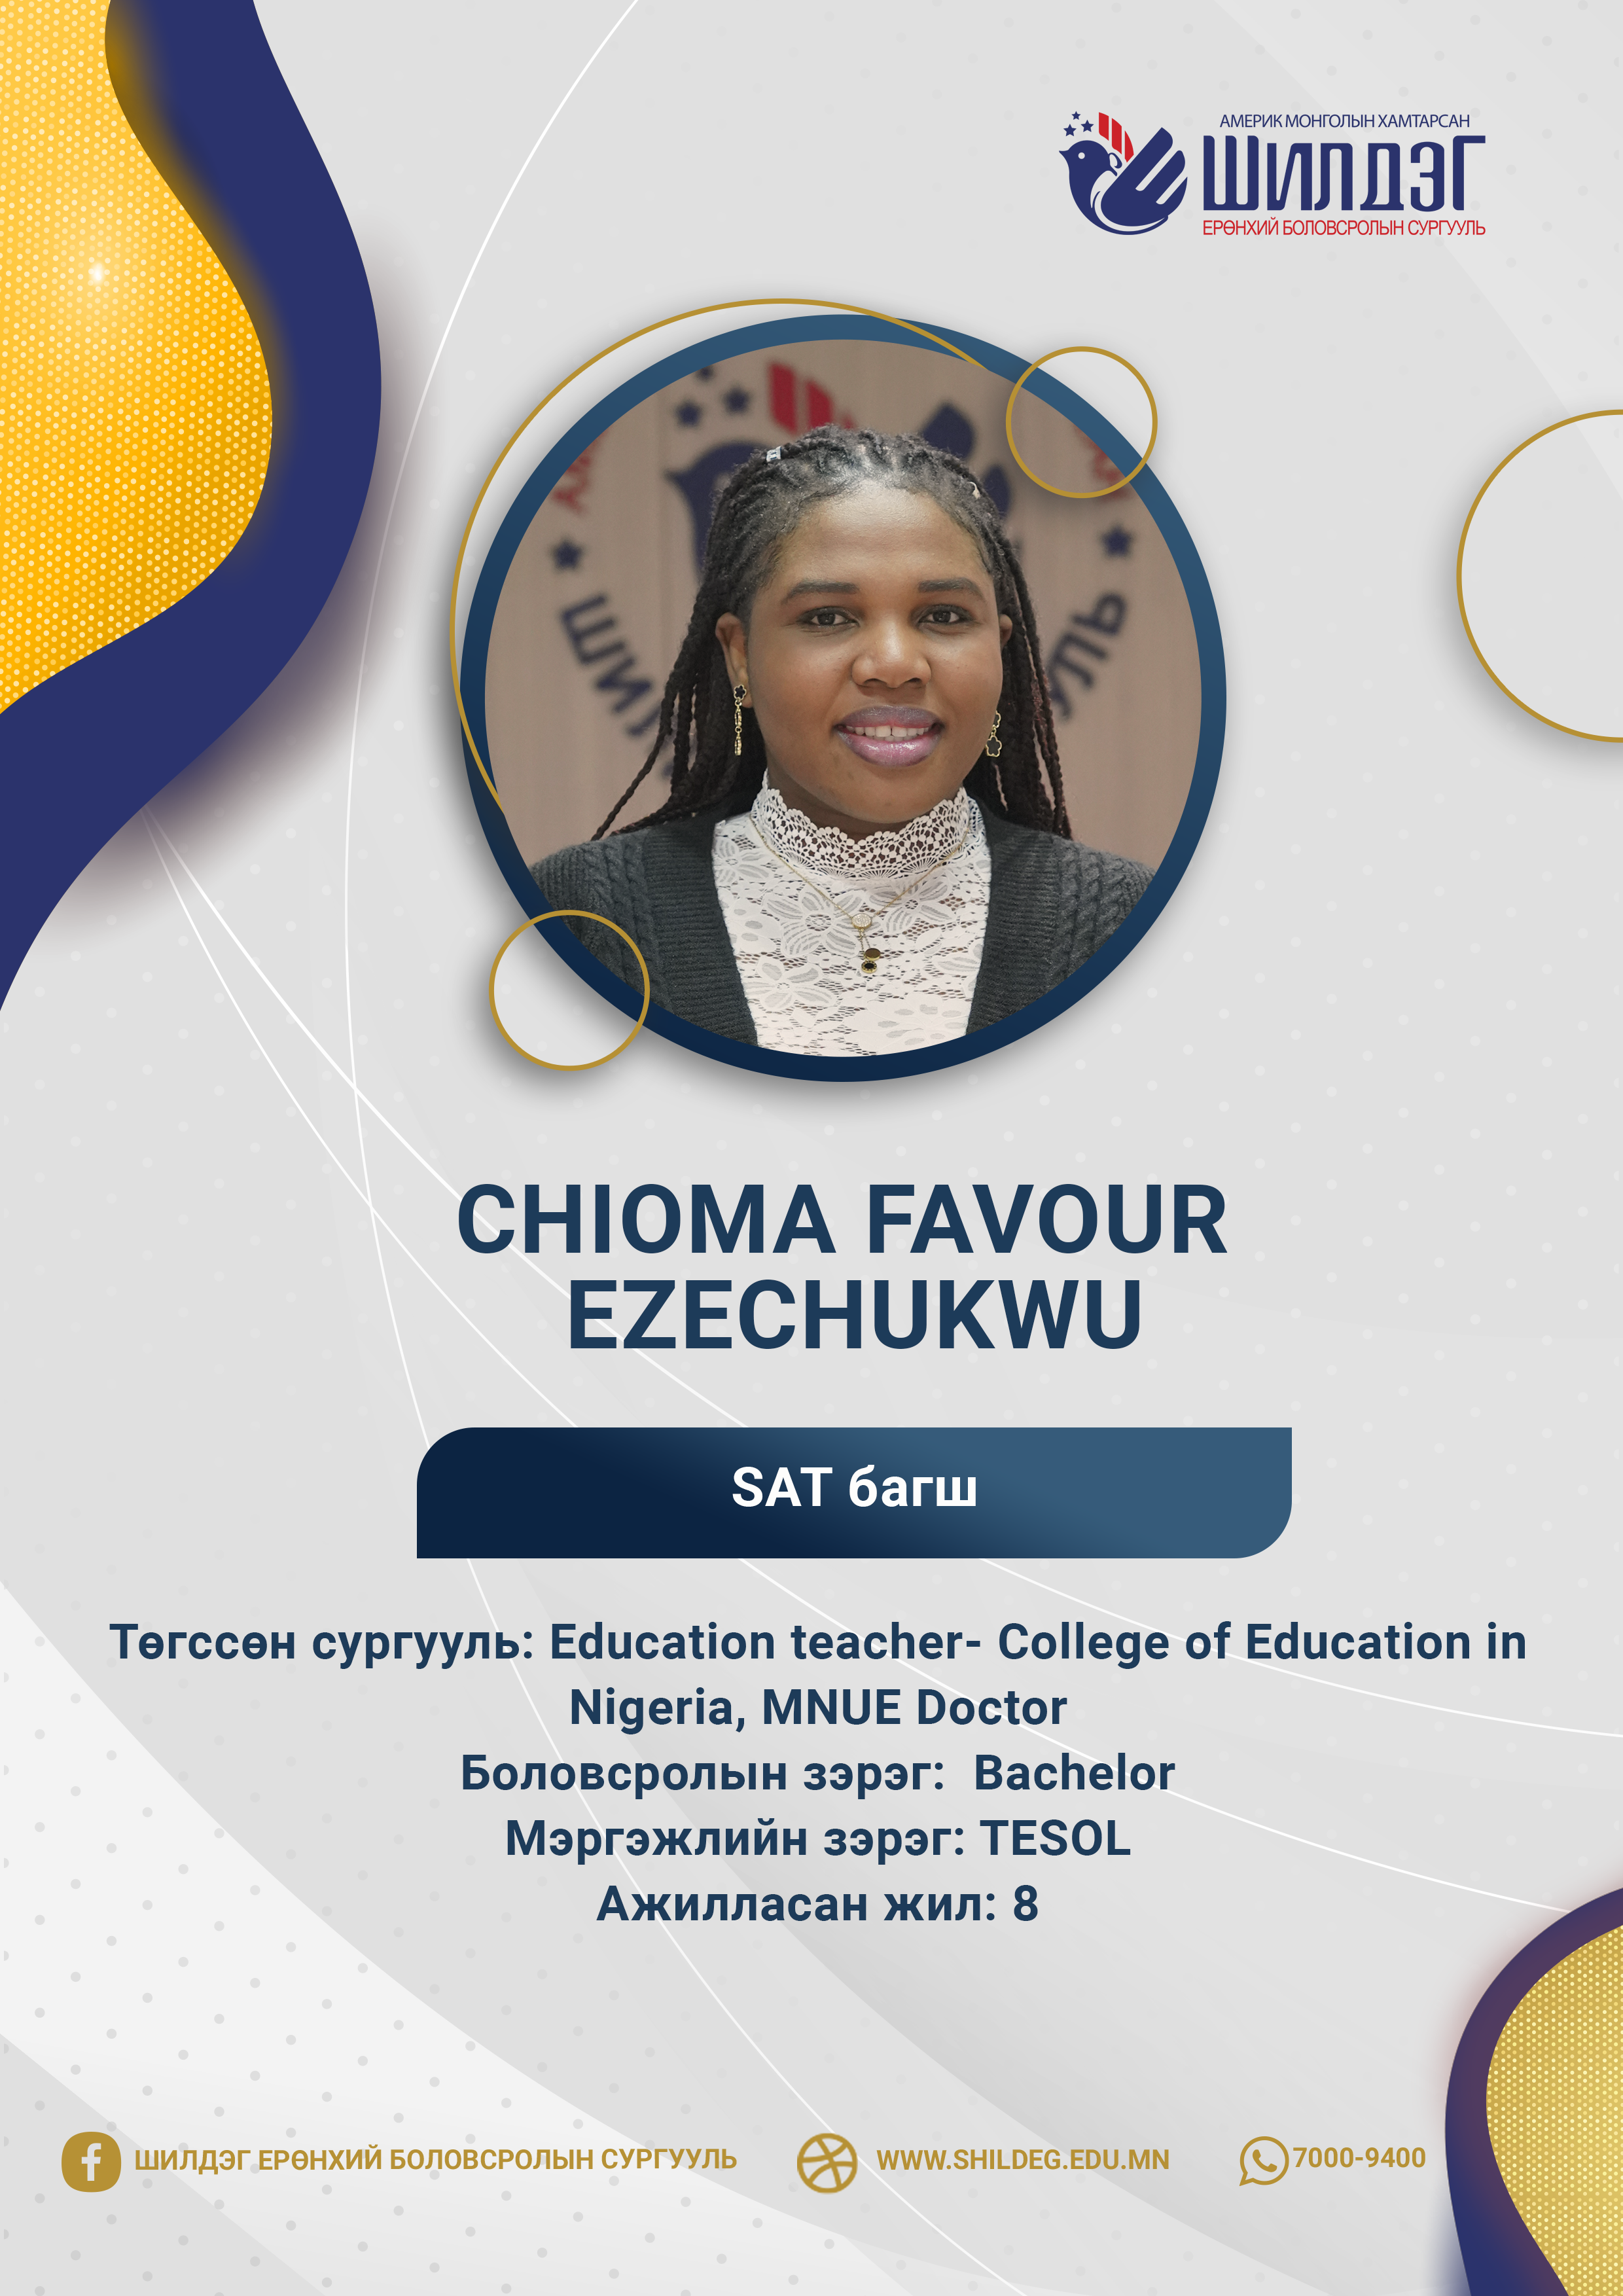 АМЕРИК МОНГОЛЫН ХАМТАРСАН
ШИЛДЭГ
ЕРӨНХИЙ БОЛОВСРОЛЫН СУРГУУЛЬ
CHIOMA FAVOUR
EZECHUKWU
SAT багш
Төгссөн сургууль: Education teacher- College of Education in
Nigeria, MNUE Doctor
Боловсролын зэрэг: Bachelor
Мэргэжлийн зэрэг: TESOL
Ажилласан жил: 8
ШИЛДЭГ ЕРӨНХИЙ БОЛОВСРОЛЫН СУРГУУЛЬ
WWW.SHILDEG.EDU.MN
7000-9400